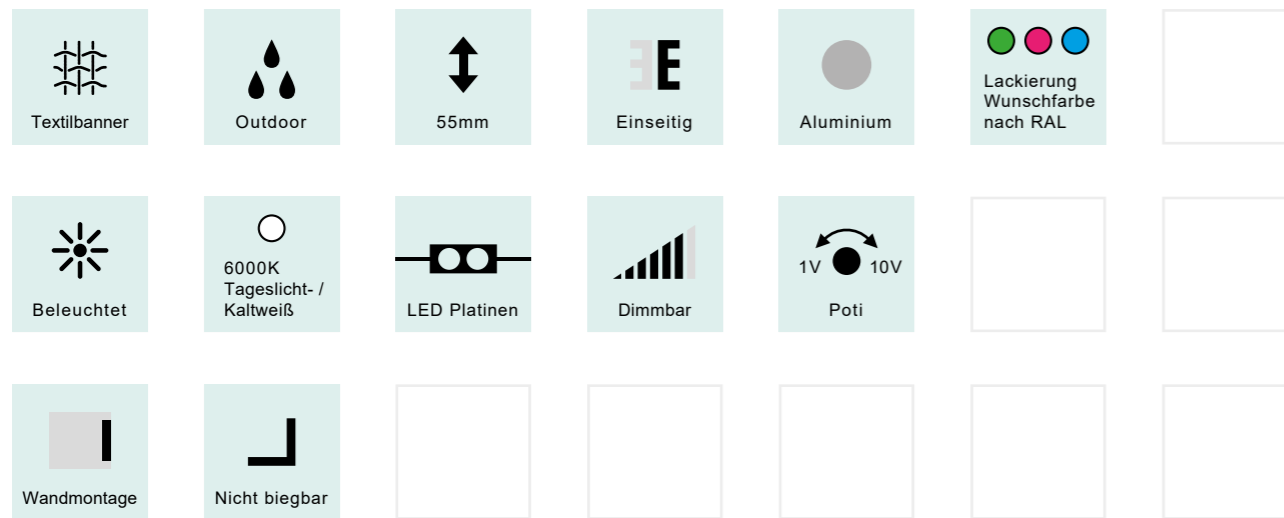 Textilbanner
Outdoor
55mm
Einseitig
Aluminium
Lackierung
Wunschfarbe
nach RAL
Beleuchtet
6000K
Tageslicht- /
Kaltweiß
LED Platinen
Dimmbar
1V 10V
Poti
Wandmontage
Nicht biegbar